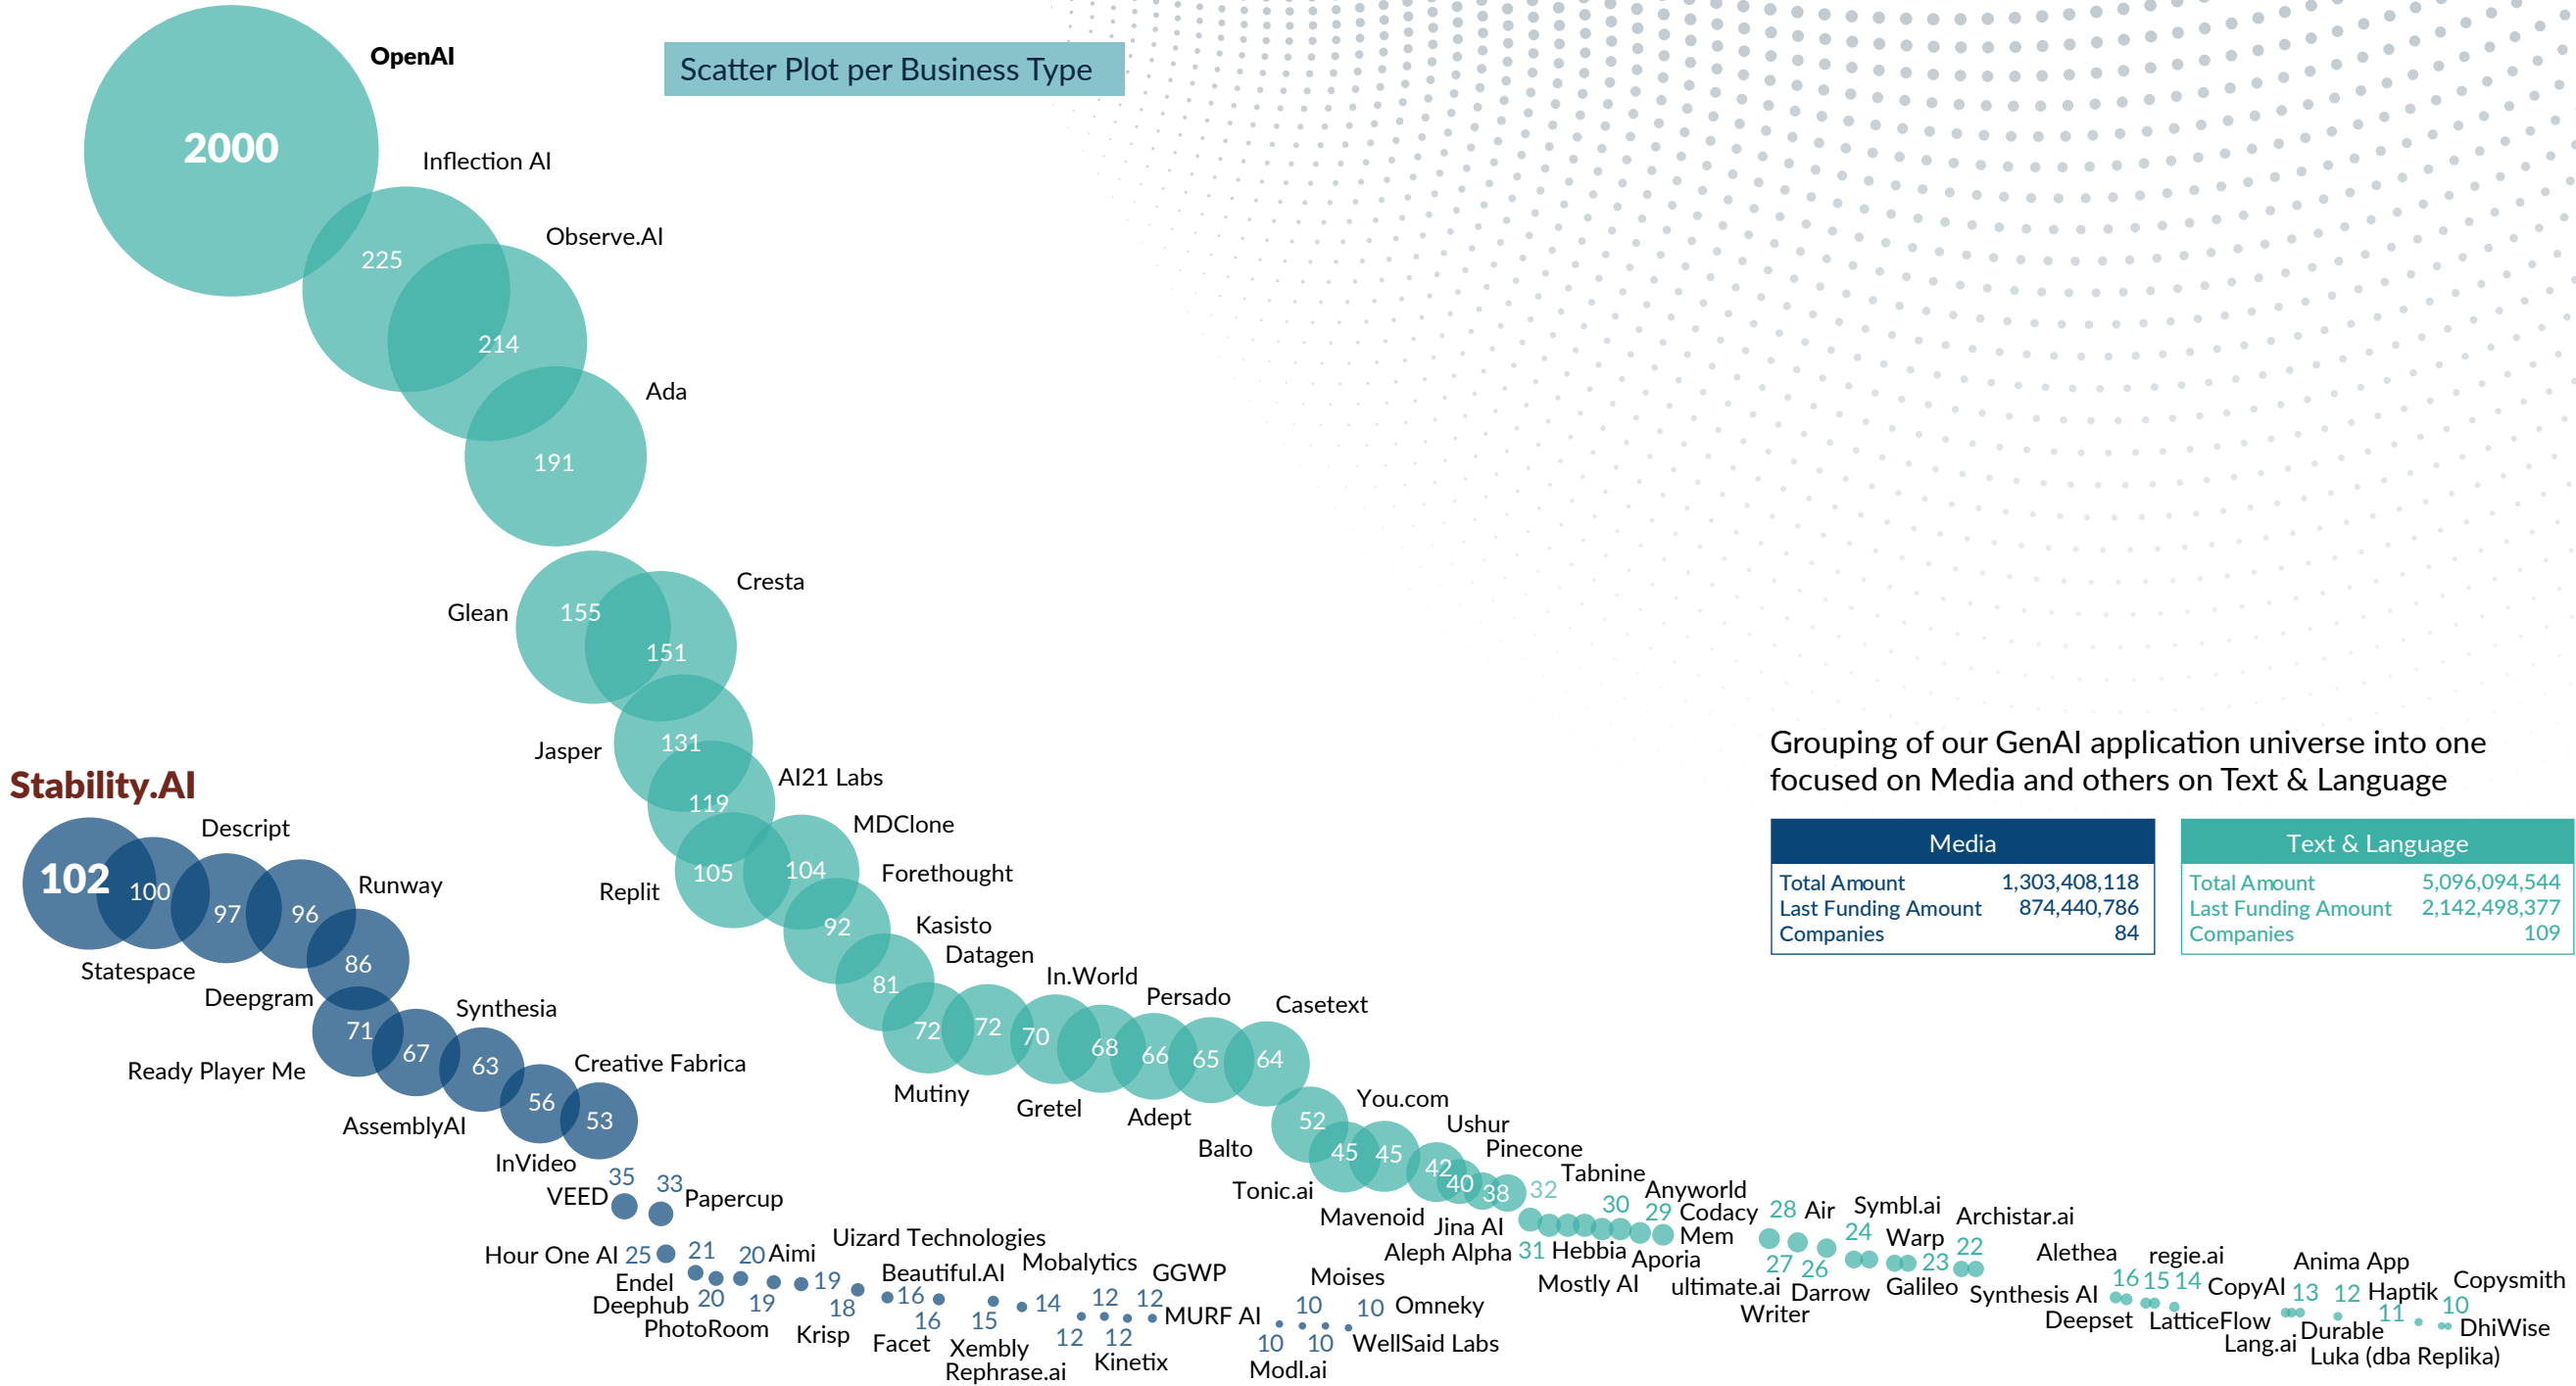 OpenAI
Scatter Plot per Business Type
2000
Inflection AI
225
Observe.AI
214
Ada
191
Cresta
Glean
155
151
Jasper
131
AI21 Labs
119
MDClone
Replit
105
104
Forethought
92
Kasisto
Datagen
81
In.World
Persado
Casetext
72
72
70
68
66
65
64
Mutiny
Gretel
Adept
You.com
52
Ushur
Balto
45
45
Pinecone
42
Tabnine
40
38
32
Tonic.ai
Mavenoid
Jina AI
Anyworld
30
29
Codacy
28
Air
Symbl.ai
Archistar.ai
Mem
24
Warp
22
Aleph Alpha
31
Hebbia
Aporia
27
26
23
Mostly AI
ultimate.ai
Darrow
Galileo
Synthesis AI
Writer
Alethea
regie.ai
Anima App
16
15
14
CopyAI
13
12
Haptik
Copysmith
11
10
Deepset
LatticeFlow
Lang.ai
Durable
DhiWise
Luka (dba Replika)
Stability.AI
Descript
102
100
97
96
Runway
Statespace
86
Deepgram
Synthesia
71
67
63
Ready Player Me
Creative Fabrica
56
53
AssemblyAI
InVideo
35
33
VEED
Papercup
Hour One AI
25
21
20
Aimi
Uizard Technologies
Endel
19
Beautiful.AI
Mobalytics
GGWP
Deephub
20
19
18
16
14
12
12
MURF AI
PhotoRoom
Krisp
16
15
12
12
Facet
Xembly
Kinetix
Rephrase.ai
Moises
10
10
Omneky
10
10
WellSaid Labs
Modl.ai
Grouping of our GenAI application universe into one
focused on Media and others on Text & Language
Media
Total Amount 1,303,408,118
Last Funding Amount 874,440,786
Companies 84
Text & Language
Total Amount 5,096,094,544
Last Funding Amount 2,142,498,377
Companies 109